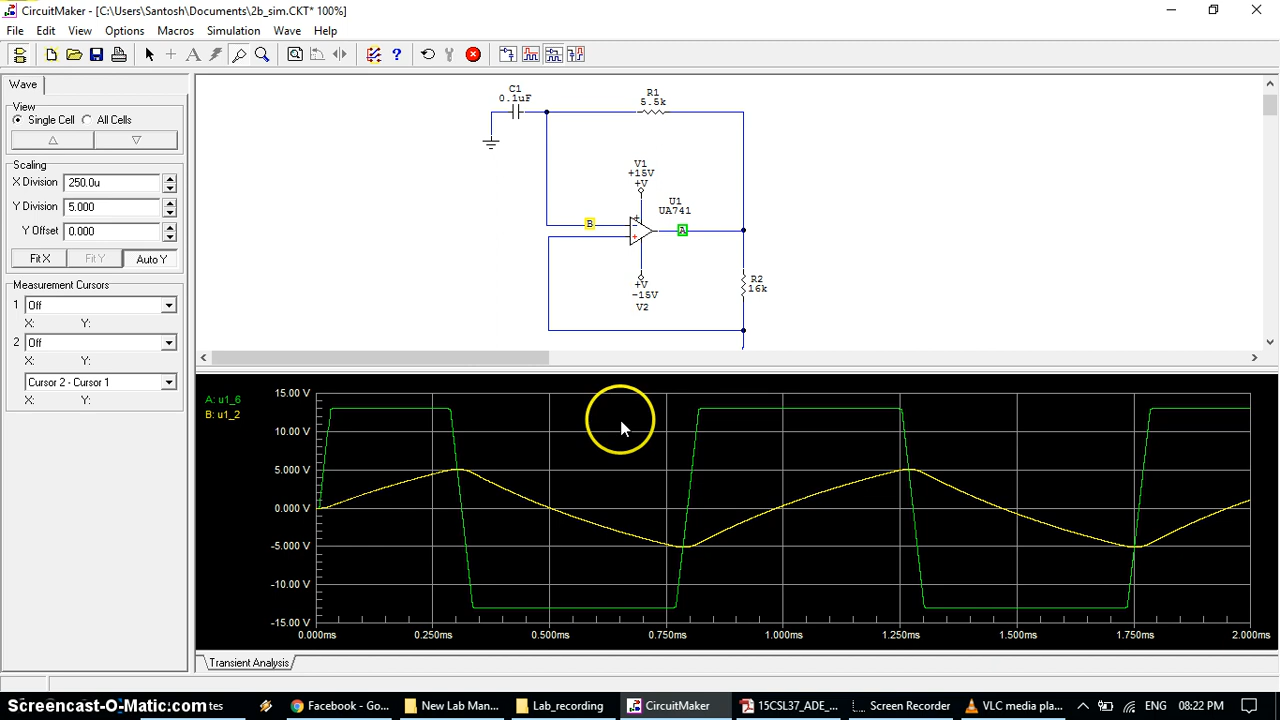 CircuitMaker - [C:\Users\Santosh\Documents\2b_sim.CKT* 100%]
File Edit View Options Macros Simulation Wave Help
Wave
View
Single Cell All Cells
Scaling
X Division 250.0u
Y Division 5.000
Y Offset 0.000
Fit X Fit Y Auto Y
Measurement Cursors
1 Off
X: Y:
2 Off
X: Y:
Cursor 2 - Cursor 1
X: Y:
C1
0.1uF
R1
5.5k
V1
+15V
+V
U1
UA741
B
A
+V
-15V
V2
R2
16k
A: u1_6
B: u1_2
15.00 V
10.00 V
5.000 V
0.000 V
-5.000 V
-10.00 V
-15.00 V
0.000ms 0.250ms 0.500ms 0.750ms 1.000ms 1.250ms 1.500ms 1.750ms 2.000ms
Transient Analysis
Screencast-O-Matic.com
tes
Facebook - Go...
New Lab Man...
Lab_recording
CircuitMaker
15CSL37_ADE_...
Screen Recorder
VLC media pla...
ENG 08:22 PM